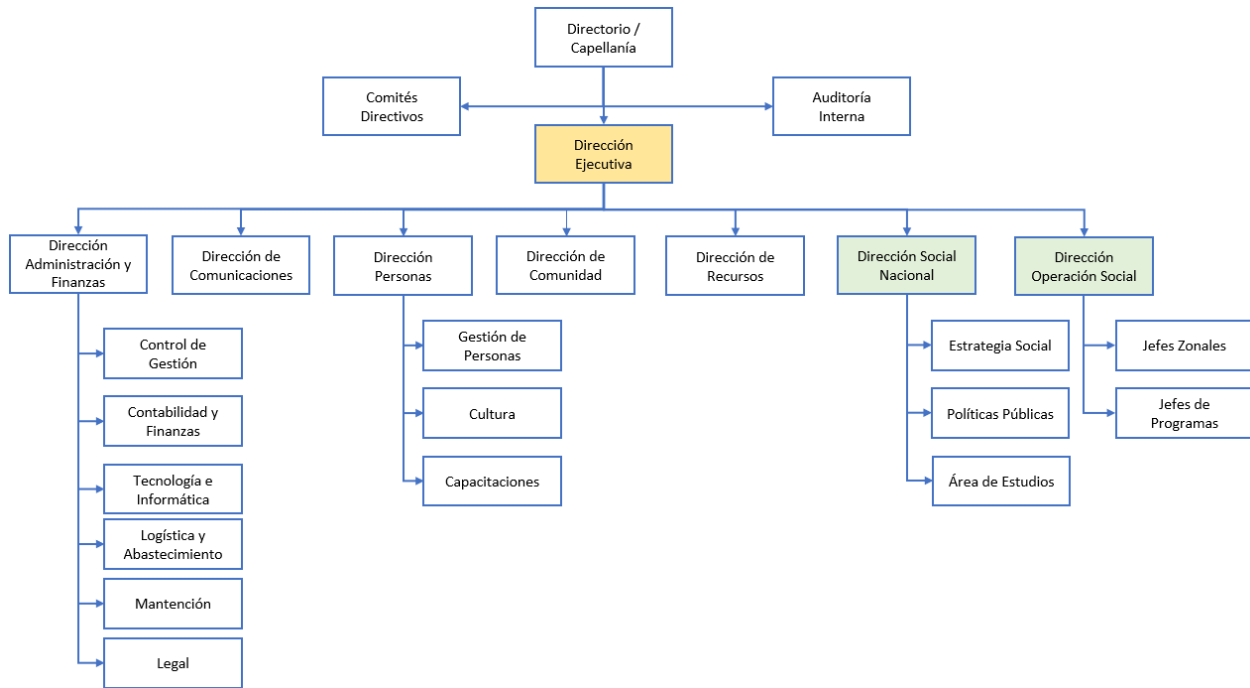 Directorio /
Capellanía
Comités
Directivos
Auditoría
Interna
Dirección
Ejecutiva
Dirección
Administración y
Finanzas
Dirección de
Comunicaciones
Dirección
Personas
Dirección de
Comunidad
Dirección de
Recursos
Dirección Social
Nacional
Dirección
Operación Social
Control de
Gestión
Contabilidad y
Finanzas
Tecnología e
Informática
Logística y
Abastecimiento
Mantención
Legal
Gestión de
Personas
Cultura
Capacitaciones
Estrategia Social
Políticas Públicas
Área de Estudios
Jefes Zonales
Jefes de
Programas